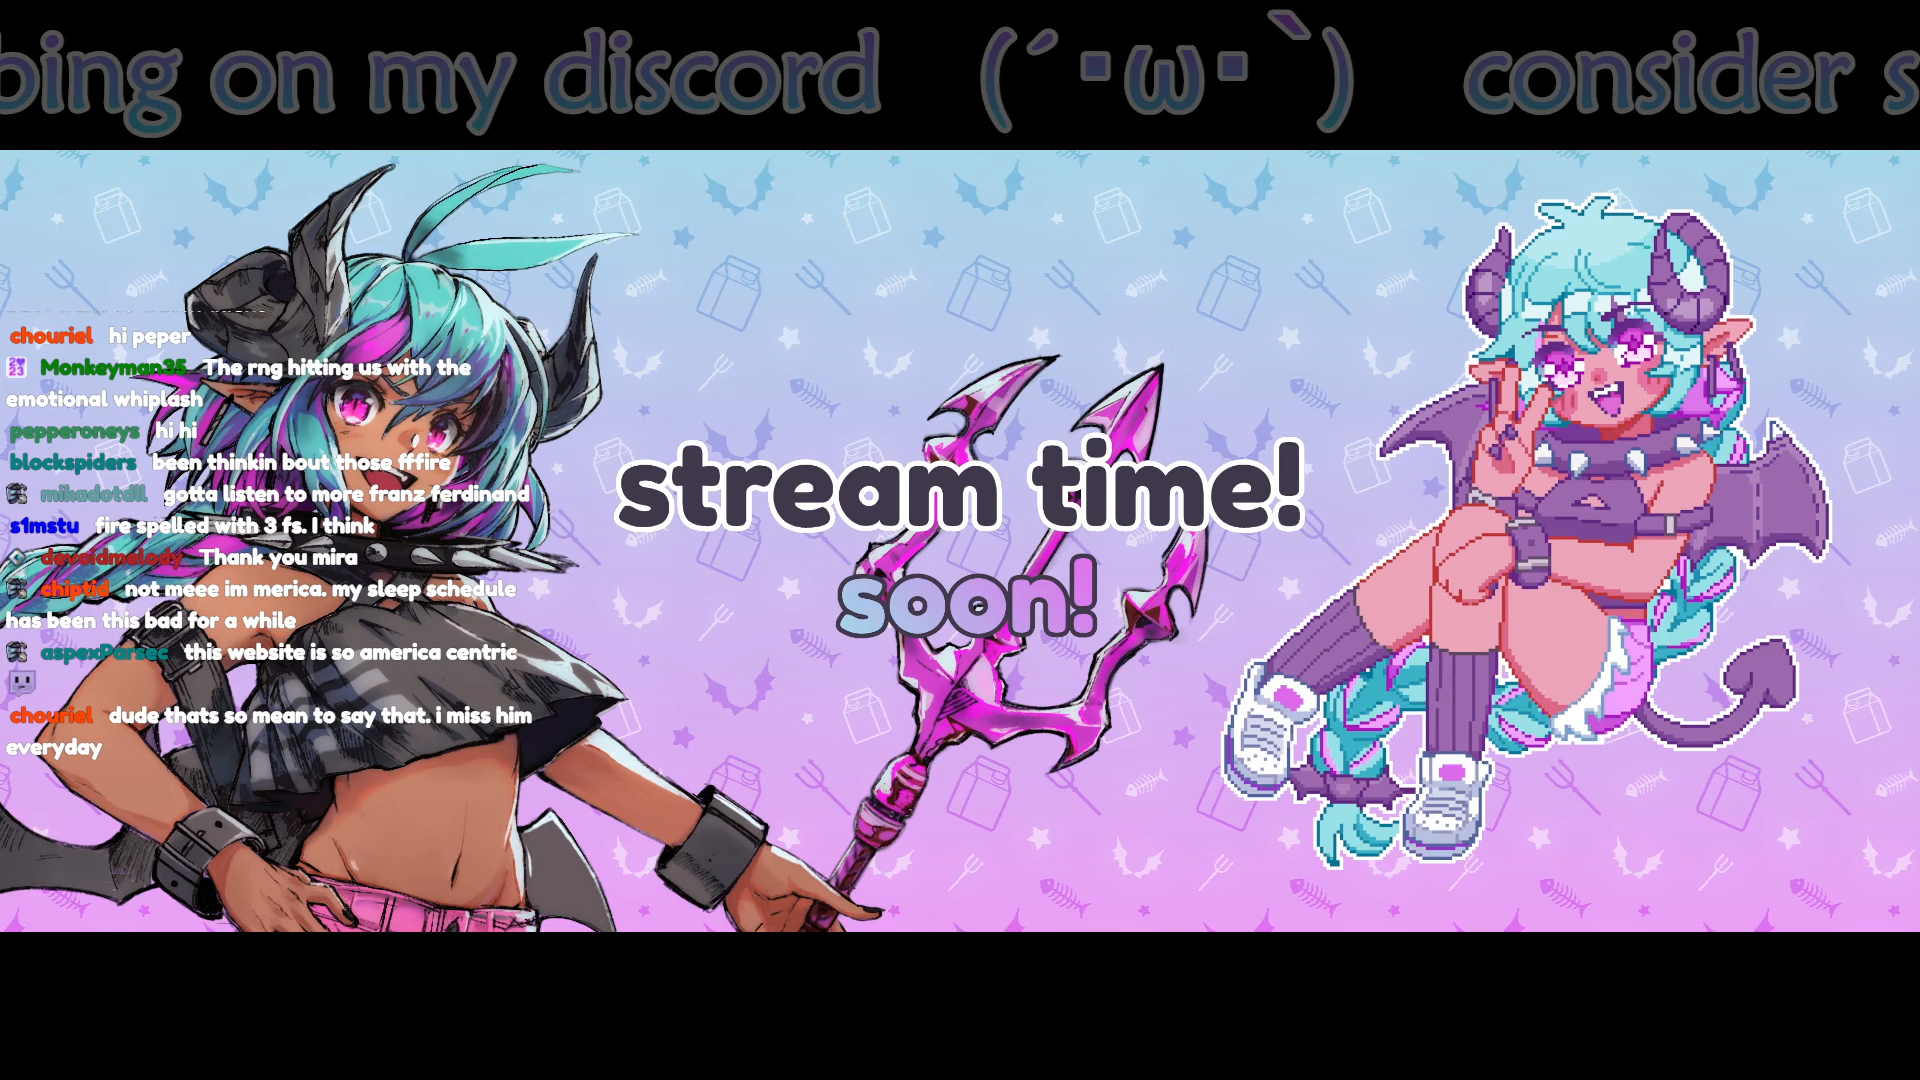 bing on my discord (´･ω･`) consider s
chouriel hi peper
Monkeyman35 The rng hitting us with the
emotional whiplash
pepperoneys hi hi
blockspiders been thinkin bout those fffire
mikadotdll gotta listen to more franz ferdinand
s1mstu fire spelled with 3 fs. I think
devoidmelody Thank you mira
chiptid not meee im merica. my sleep schedule
has been this bad for a while
aspexParsec this website is so america centric
chouriel dude thats so mean to say that. i miss him
everyday
stream time!
soon!